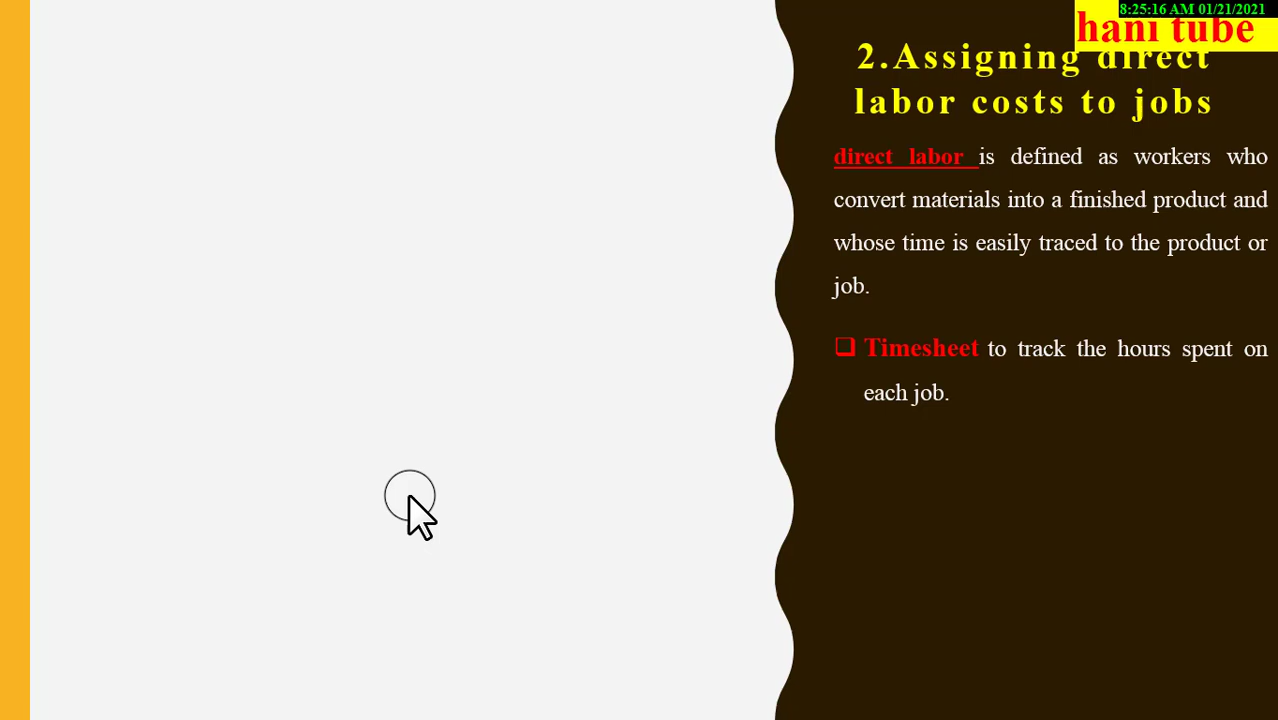 8:25:16 AM 01/21/2021
hani tube
2.Assigning direct
labor costs to jobs
direct labor is defined as workers who
convert materials into a finished product and
whose time is easily traced to the product or
job.
❑ Timesheet to track the hours spent on
each job.